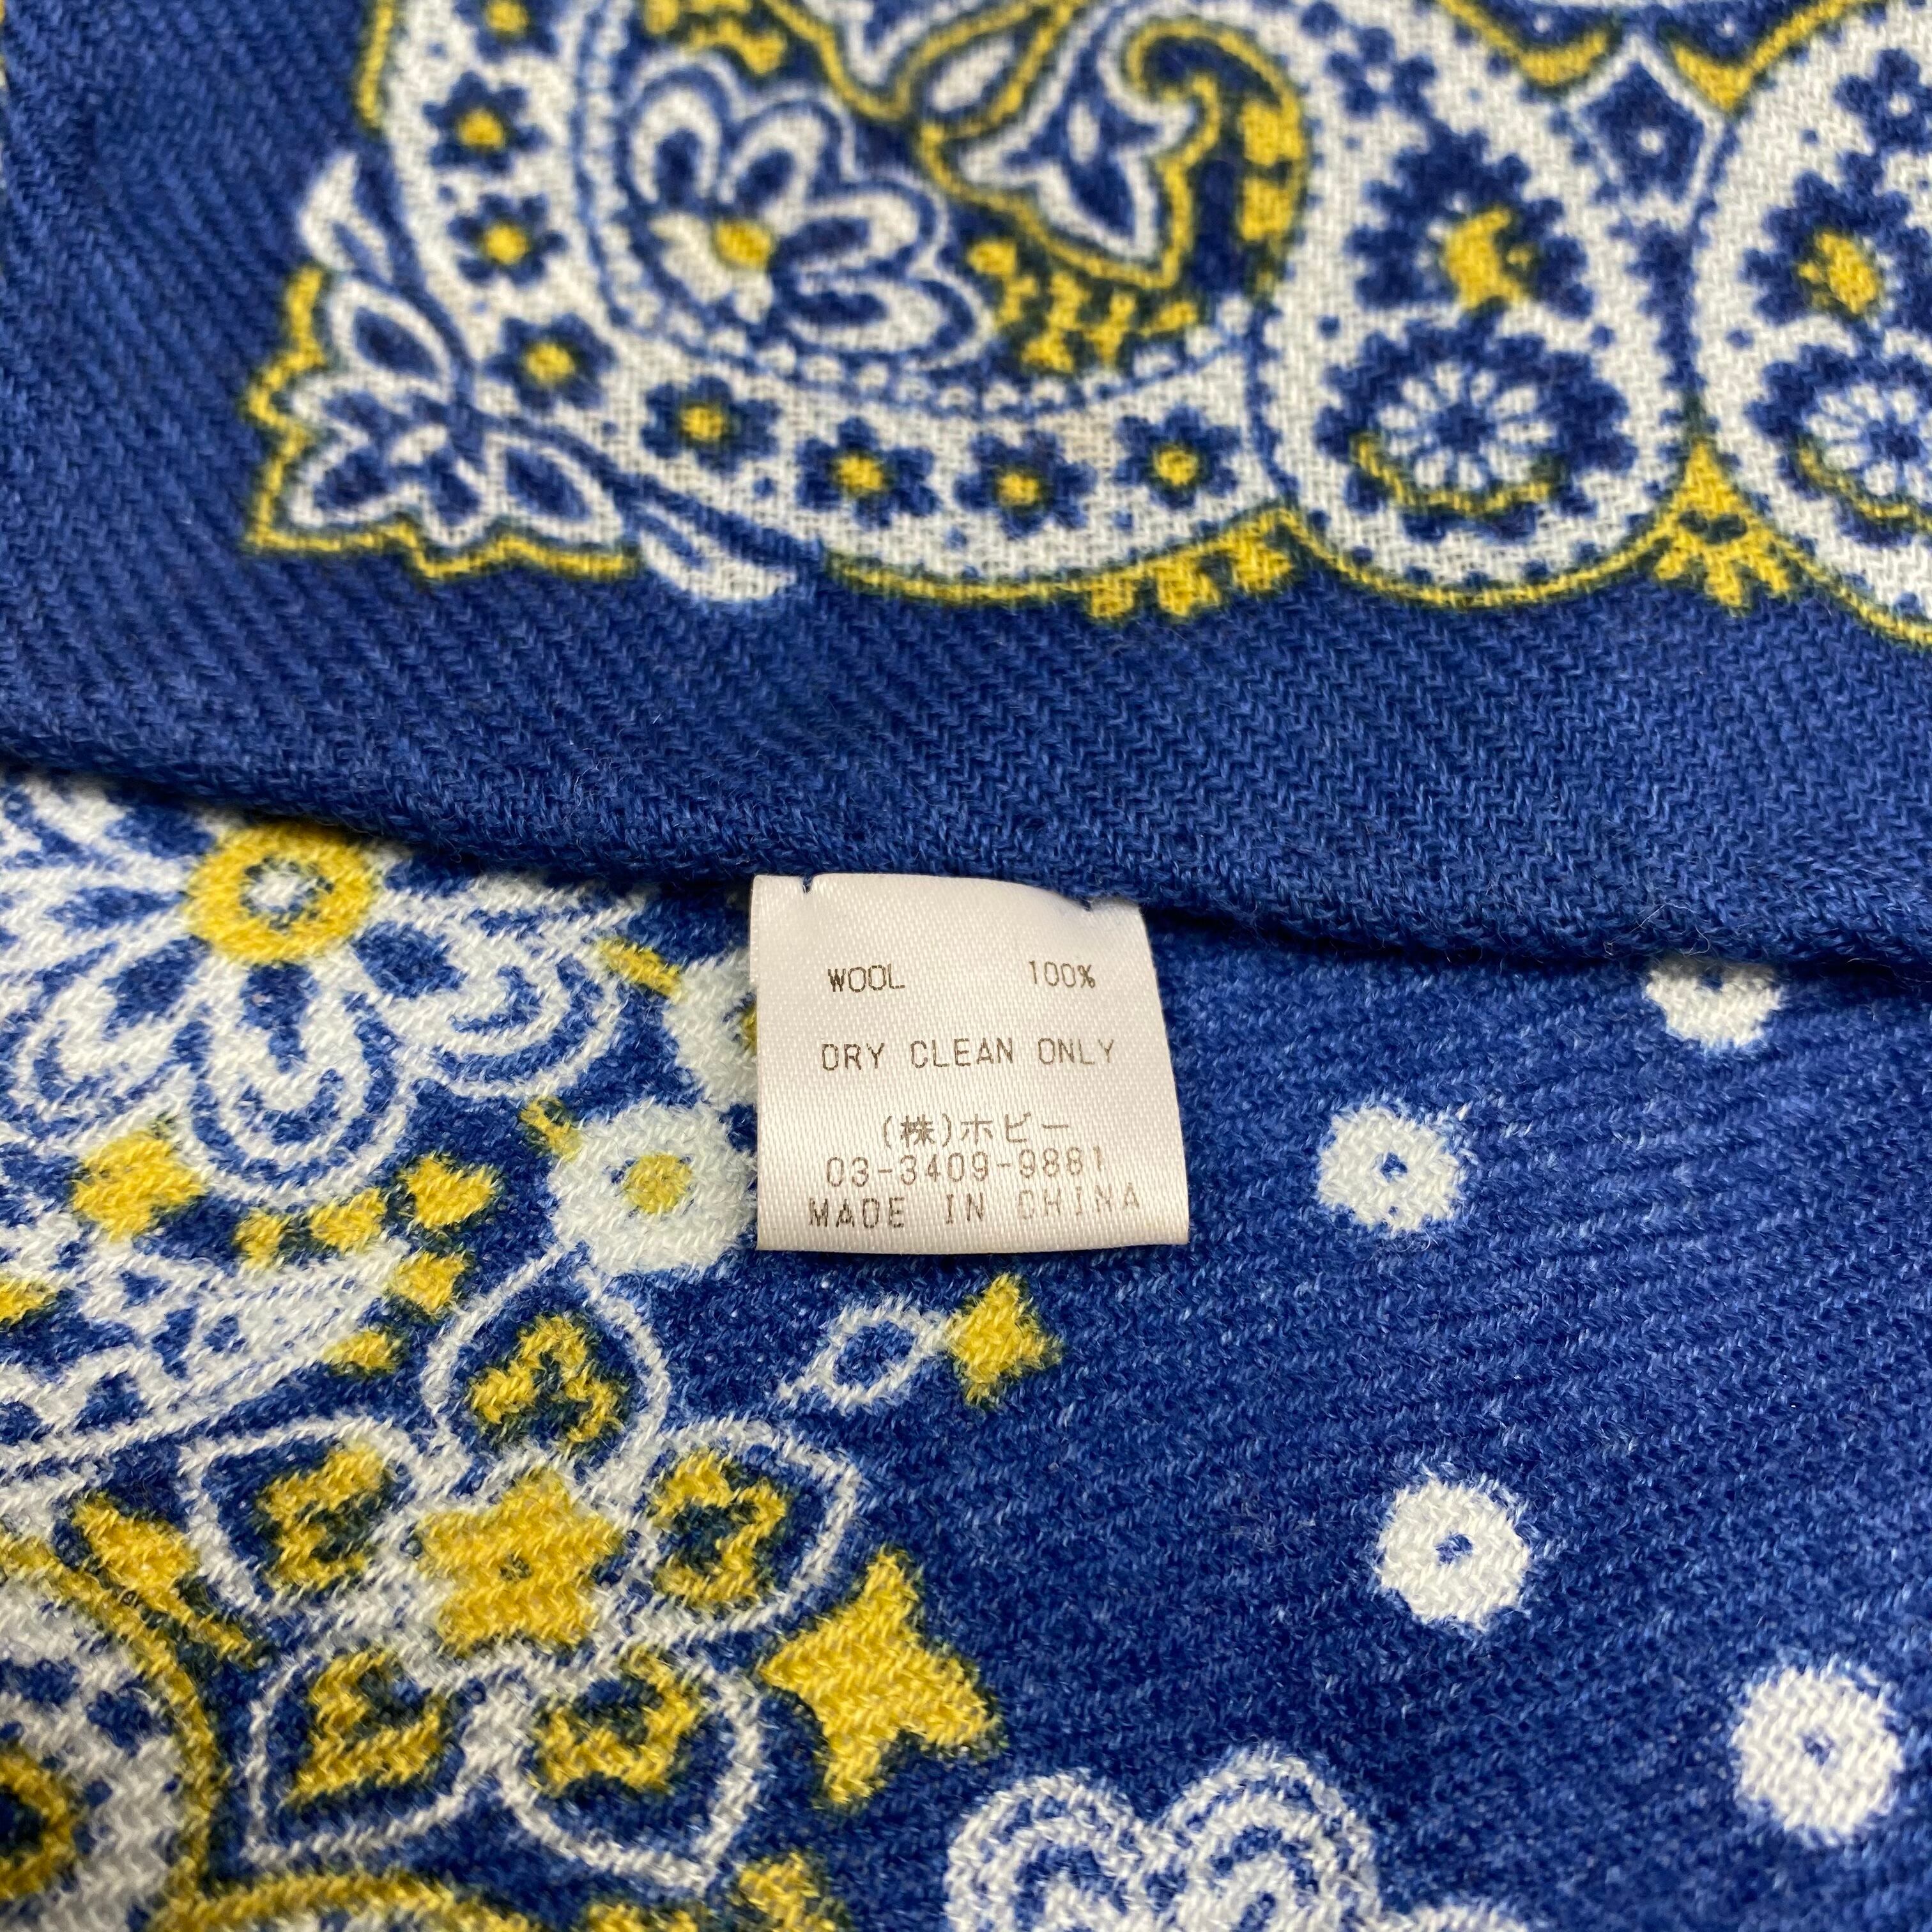 WOOL 100%
DRY CLEAN ONLY
(株)ホビー
03-3409-9881
MADE IN CHINA